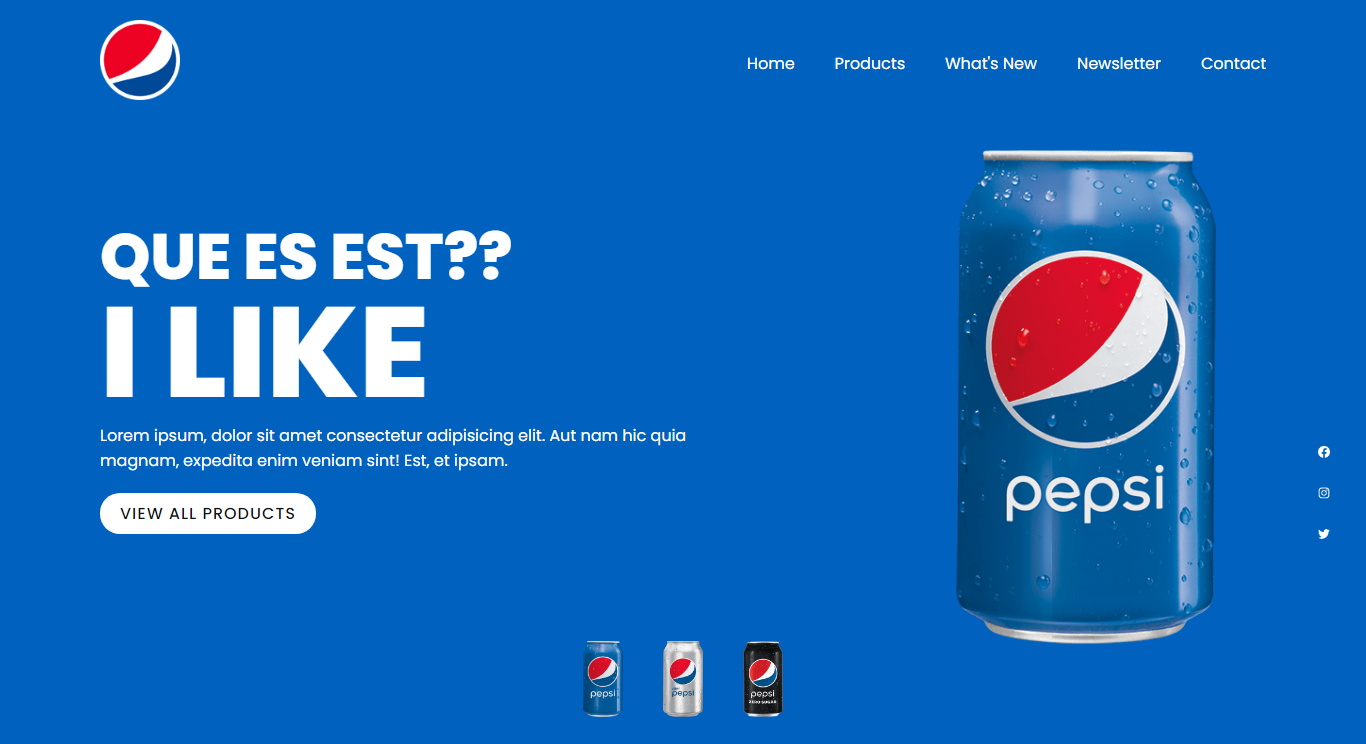 Home Products What's New Newsletter Contact
QUE ES EST??
I LIKE
Lorem ipsum, dolor sit amet consectetur adipisicing elit. Aut nam hic quia
magnam, expedita enim veniam sint! Est, et ipsam.
VIEW ALL PRODUCTS
pepsi
pepsi
pepsi
pepsi
ZERO SUGAR